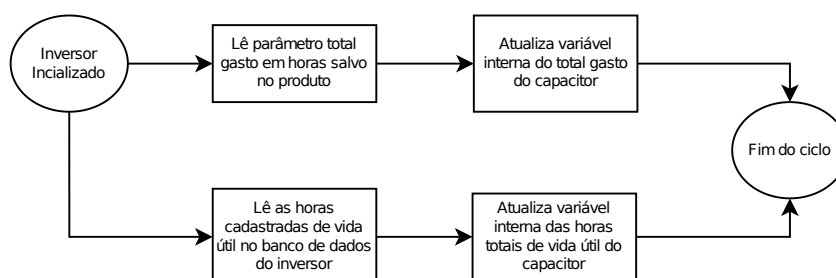 Inversor
Incializado
Lê parâmetro total
gasto em horas salvo
no produto
Atualiza variável
interna do total gasto
do capacitor
Fim do ciclo
Lê as horas
cadastradas de vida
útil no banco de dados
do inversor
Atualiza variável
interna das horas
totais de vida útil do
capacitor